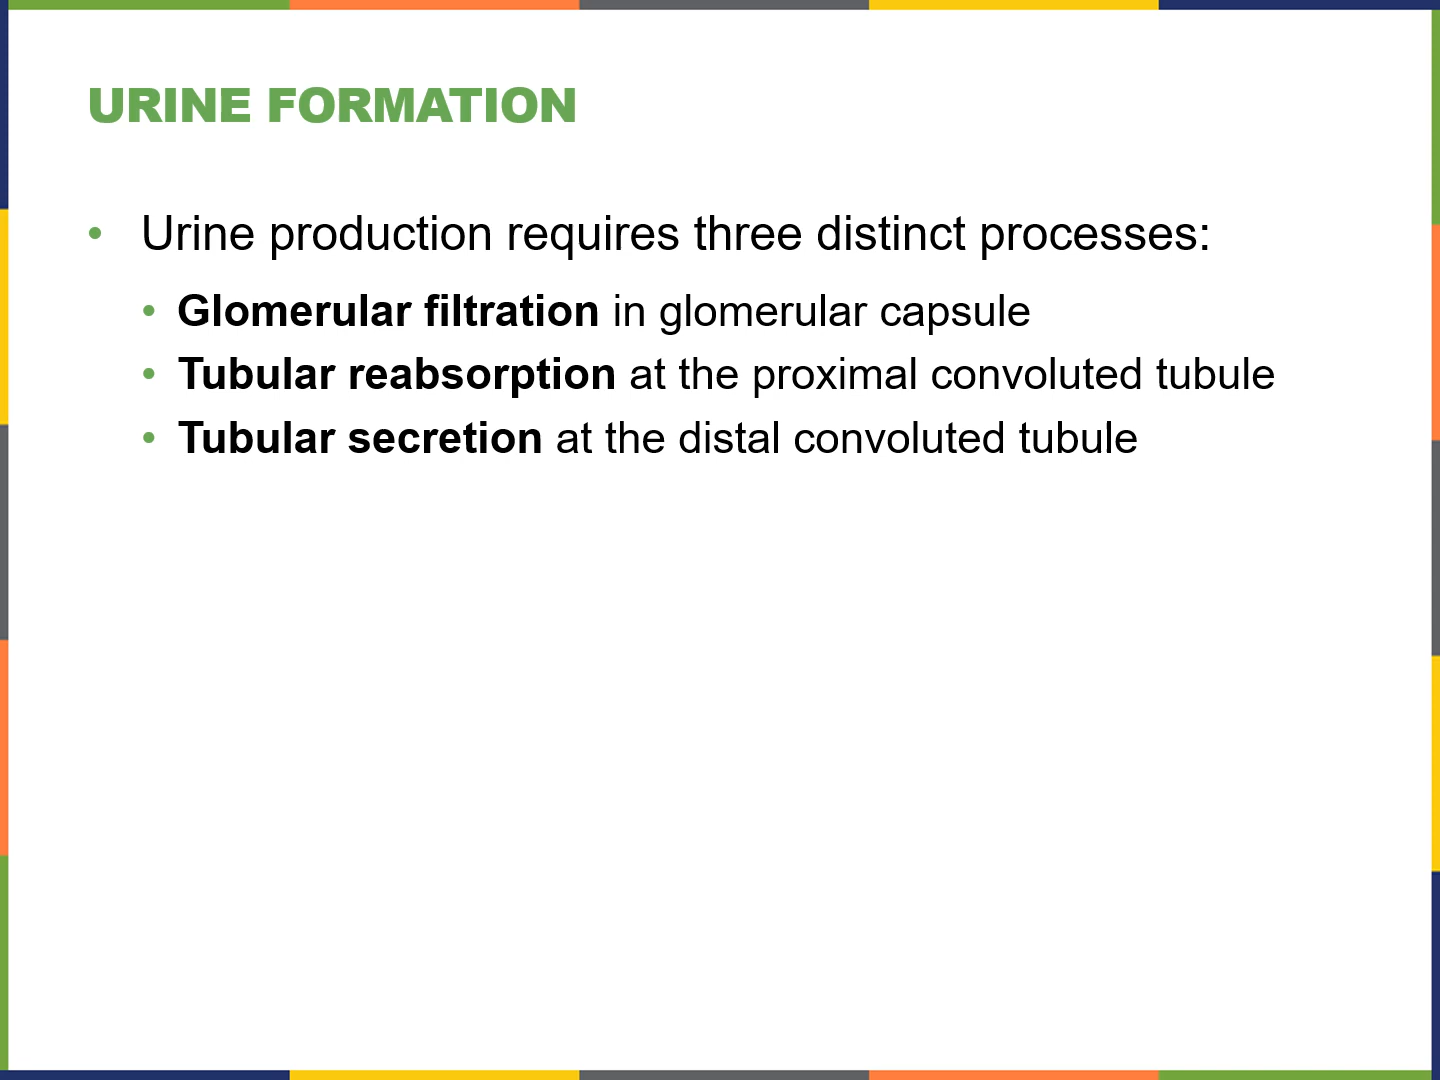 URINE FORMATION
• Urine production requires three distinct processes:
• Glomerular filtration in glomerular capsule
• Tubular reabsorption at the proximal convoluted tubule
• Tubular secretion at the distal convoluted tubule